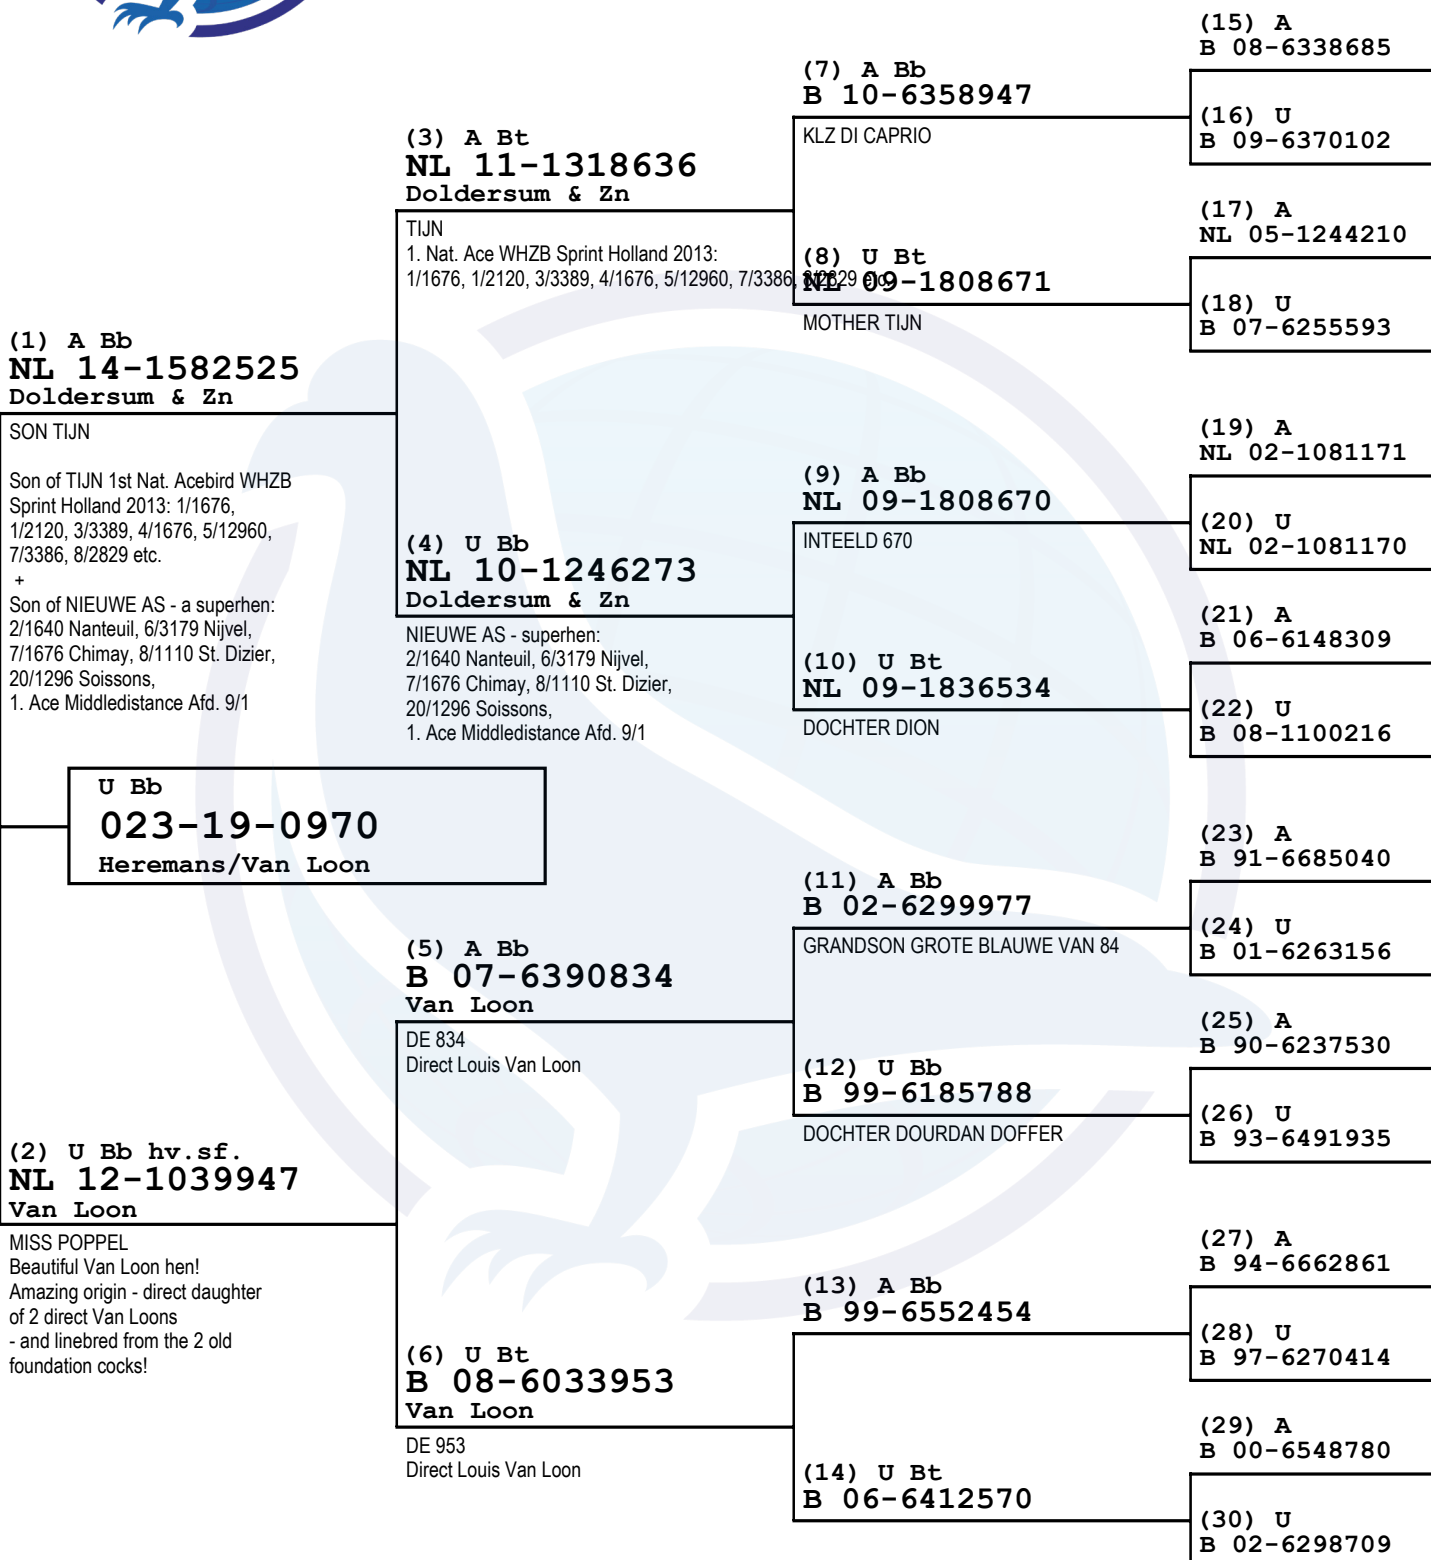 (1) A Bb
NL 14-1582525
Doldersum & Zn
SON TIJN
Son of TIJN 1st Nat. Acebird WHZB
Sprint Holland 2013: 1/1676,
1/2120, 3/3389, 4/1676, 5/12960,
7/3386, 8/2829 etc.
+
Son of NIEUWE AS - a superhen:
2/1640 Nanteuil, 6/3179 Nijvel,
7/1676 Chimay, 8/1110 St. Dizier,
20/1296 Soissons,
1. Ace Middledistance Afd. 9/1
U Bb
023-19-0970
Heremans/Van Loon
(2) U Bb hv.sf.
NL 12-1039947
Van Loon
MISS POPPEL
Beautiful Van Loon hen!
Amazing origin - direct daughter
of 2 direct Van Loons
- and linebred from the 2 old
foundation cocks!
(3) A Bt
NL 11-1318636
Doldersum & Zn
TIJN
1. Nat. Ace WHZB Sprint Holland 2013:
1/1676, 1/2120, 3/3389, 4/1676, 5/12960, 7/3386, 8/2829 etc.
(4) U Bb
NL 10-1246273
Doldersum & Zn
NIEUWE AS - superhen:
2/1640 Nanteuil, 6/3179 Nijvel,
7/1676 Chimay, 8/1110 St. Dizier,
20/1296 Soissons,
1. Ace Middledistance Afd. 9/1
(5) A Bb
B 07-6390834
Van Loon
DE 834
Direct Louis Van Loon
(6) U Bt
B 08-6033953
Van Loon
DE 953
Direct Louis Van Loon
(7) A Bb
B 10-6358947
KLZ DI CAPRIO
(8) U Bt
NL 09-1808671
MOTHER TIJN
(9) A Bb
NL 09-1808670
INTEELD 670
(10) U Bt
NL 09-1836534
DOCHTER DION
(11) A Bb
B 02-6299977
GRANDSON GROTE BLAUWE VAN 84
(12) U Bb
B 99-6185788
DOCHTER DOURDAN DOFFER
(13) A Bb
B 99-6552454
(14) U Bt
B 06-6412570
(15) A
B 08-6338685
(16) U
B 09-6370102
(17) A
NL 05-1244210
(18) U
B 07-6255593
(19) A
NL 02-1081171
(20) U
NL 02-1081170
(21) A
B 06-6148309
(22) U
B 08-1100216
(23) A
B 91-6685040
(24) U
B 01-6263156
(25) A
B 90-6237530
(26) U
B 93-6491935
(27) A
B 94-6662861
(28) U
B 97-6270414
(29) A
B 00-6548780
(30) U
B 02-6298709